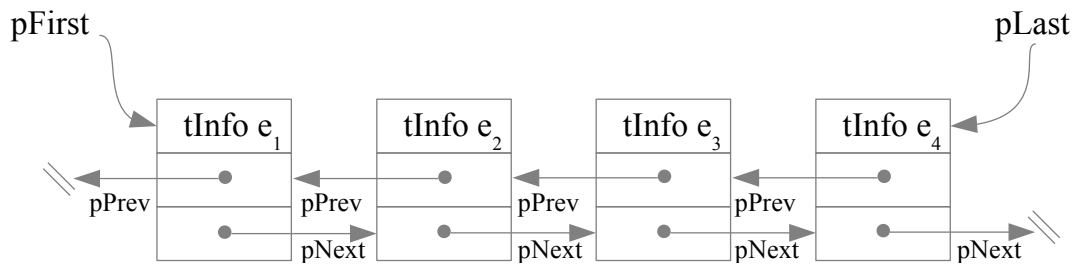 pFirst pLast
tInfo e1 tInfo e2 tInfo e3 tInfo e4
pPrev pPrev pPrev pPrev
pNext pNext pNext pNext